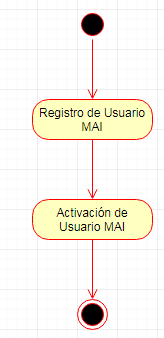 Registro de Usuario
MAI
Activación de
Usuario MAI